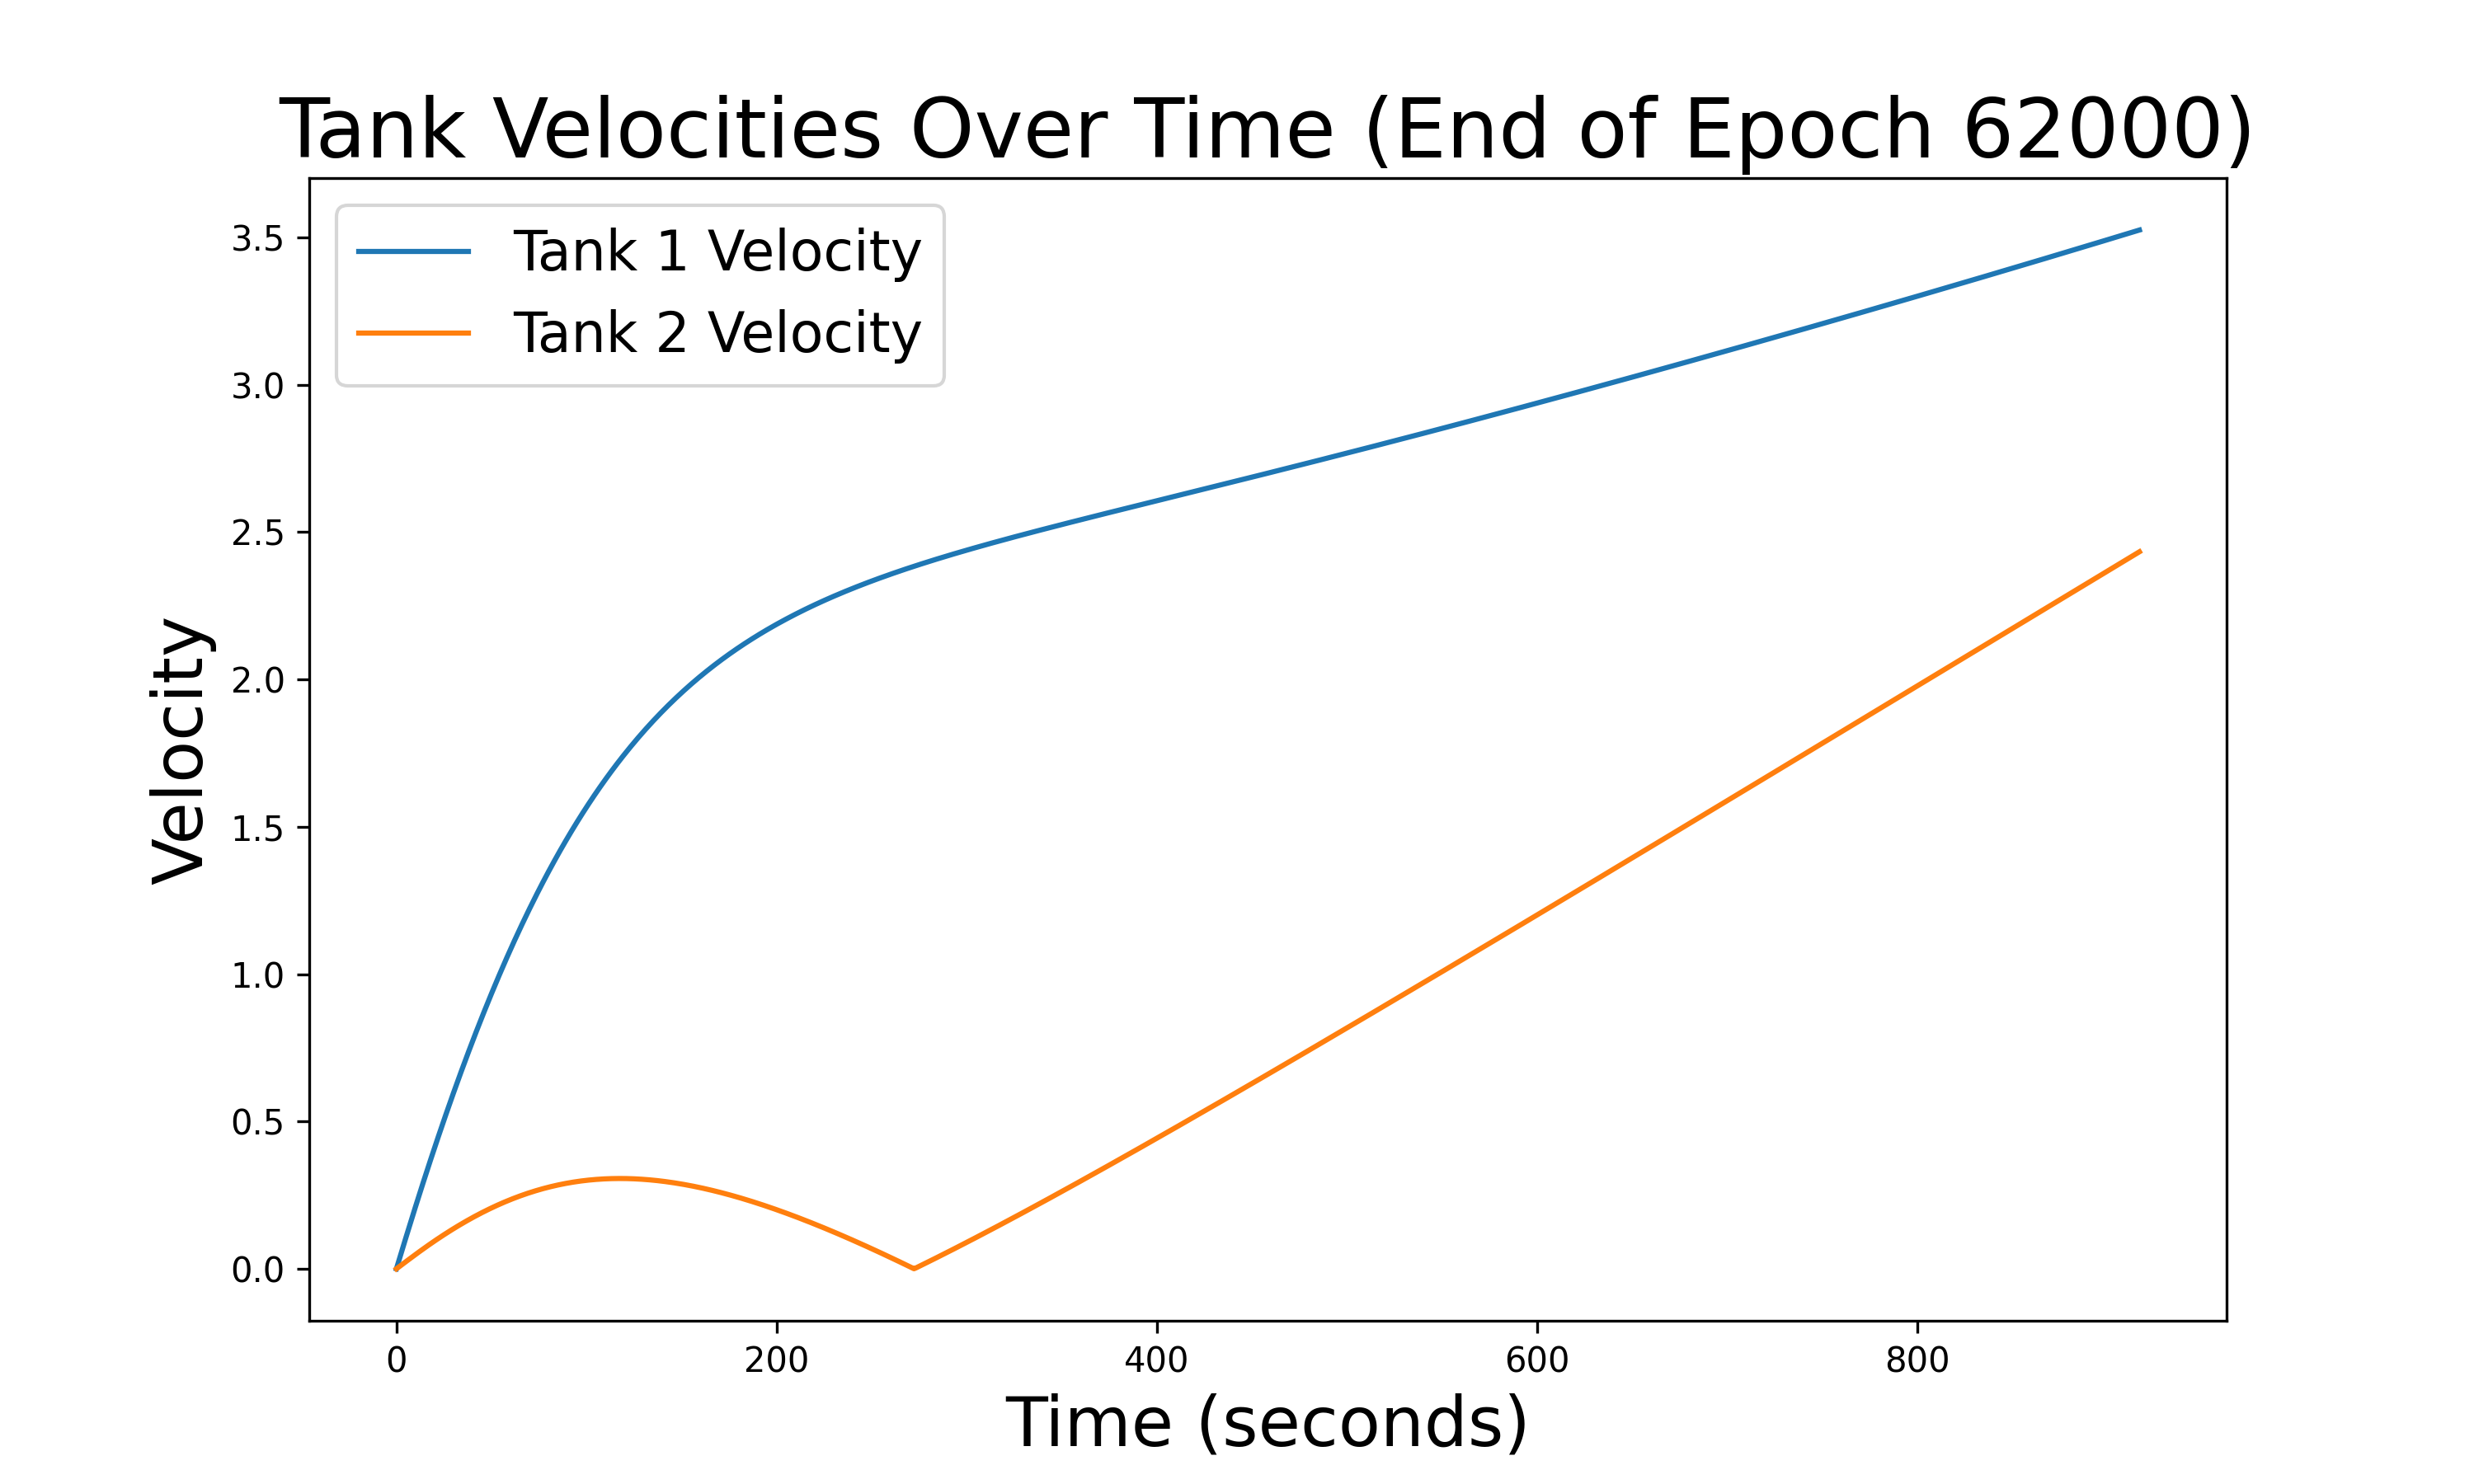 Tank Velocities Over Time (End of Epoch 62000)
Tank 1 Velocity
Tank 2 Velocity
Velocity
3.5
3.0
2.5
2.0
1.5
1.0
0.5
0.0
0 200 400 600 800
Time (seconds)